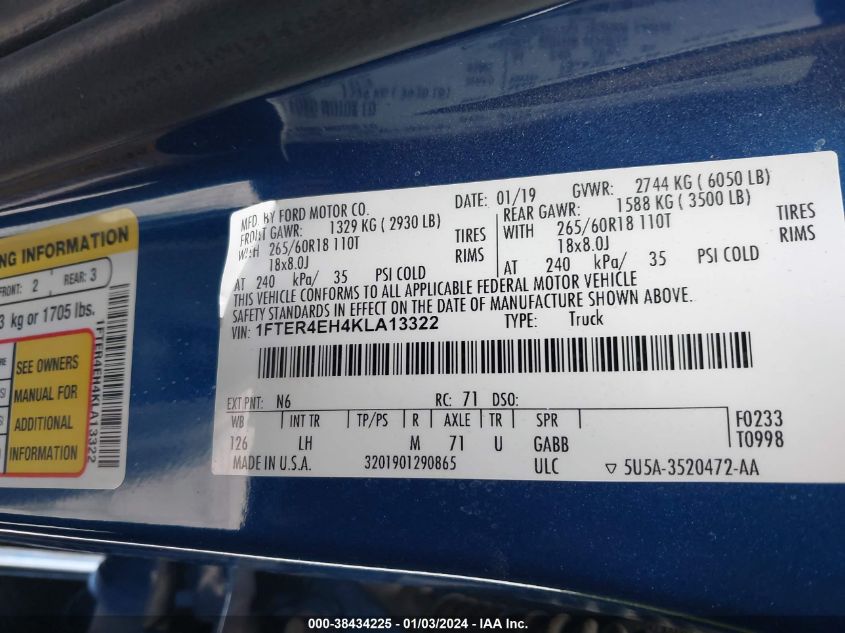 NG INFORMATION
FRONT: 2 REAR: 3
3 kg or 1705 lbs.
SEE OWNERS
MANUAL FOR
ADDITIONAL
INFORMATION
1FTER4EH4KLA13322
MFD. BY FORD MOTOR CO. DATE: 01/19 GVWR: 2744 KG ( 6050 LB)
FRONT GAWR: 1329 KG ( 2930 LB) REAR GAWR: 1588 KG ( 3500 LB)
WITH 265/60R18 110T TIRES WITH 265/60R18 110T TIRES
18x8.0J RIMS 18x8.0J RIMS
AT 240 kPa/ 35 PSI COLD AT 240 kPa/ 35 PSI COLD
THIS VEHICLE CONFORMS TO ALL APPLICABLE FEDERAL MOTOR VEHICLE
SAFETY STANDARDS IN EFFECT ON THE DATE OF MANUFACTURE SHOWN ABOVE.
VIN: 1FTER4EH4KLA13322 TYPE: Truck
EXT PNT: N6 RC: 71 DSO:
WB INT TR TP/PS R AXLE TR SPR F0233
126 LH M 71 U GABB T0998
MADE IN U.S.A. 3201901290865 ULC ▽ 5U5A-3520472-AA
000-38434225 - 01/03/2024 - IAA Inc.